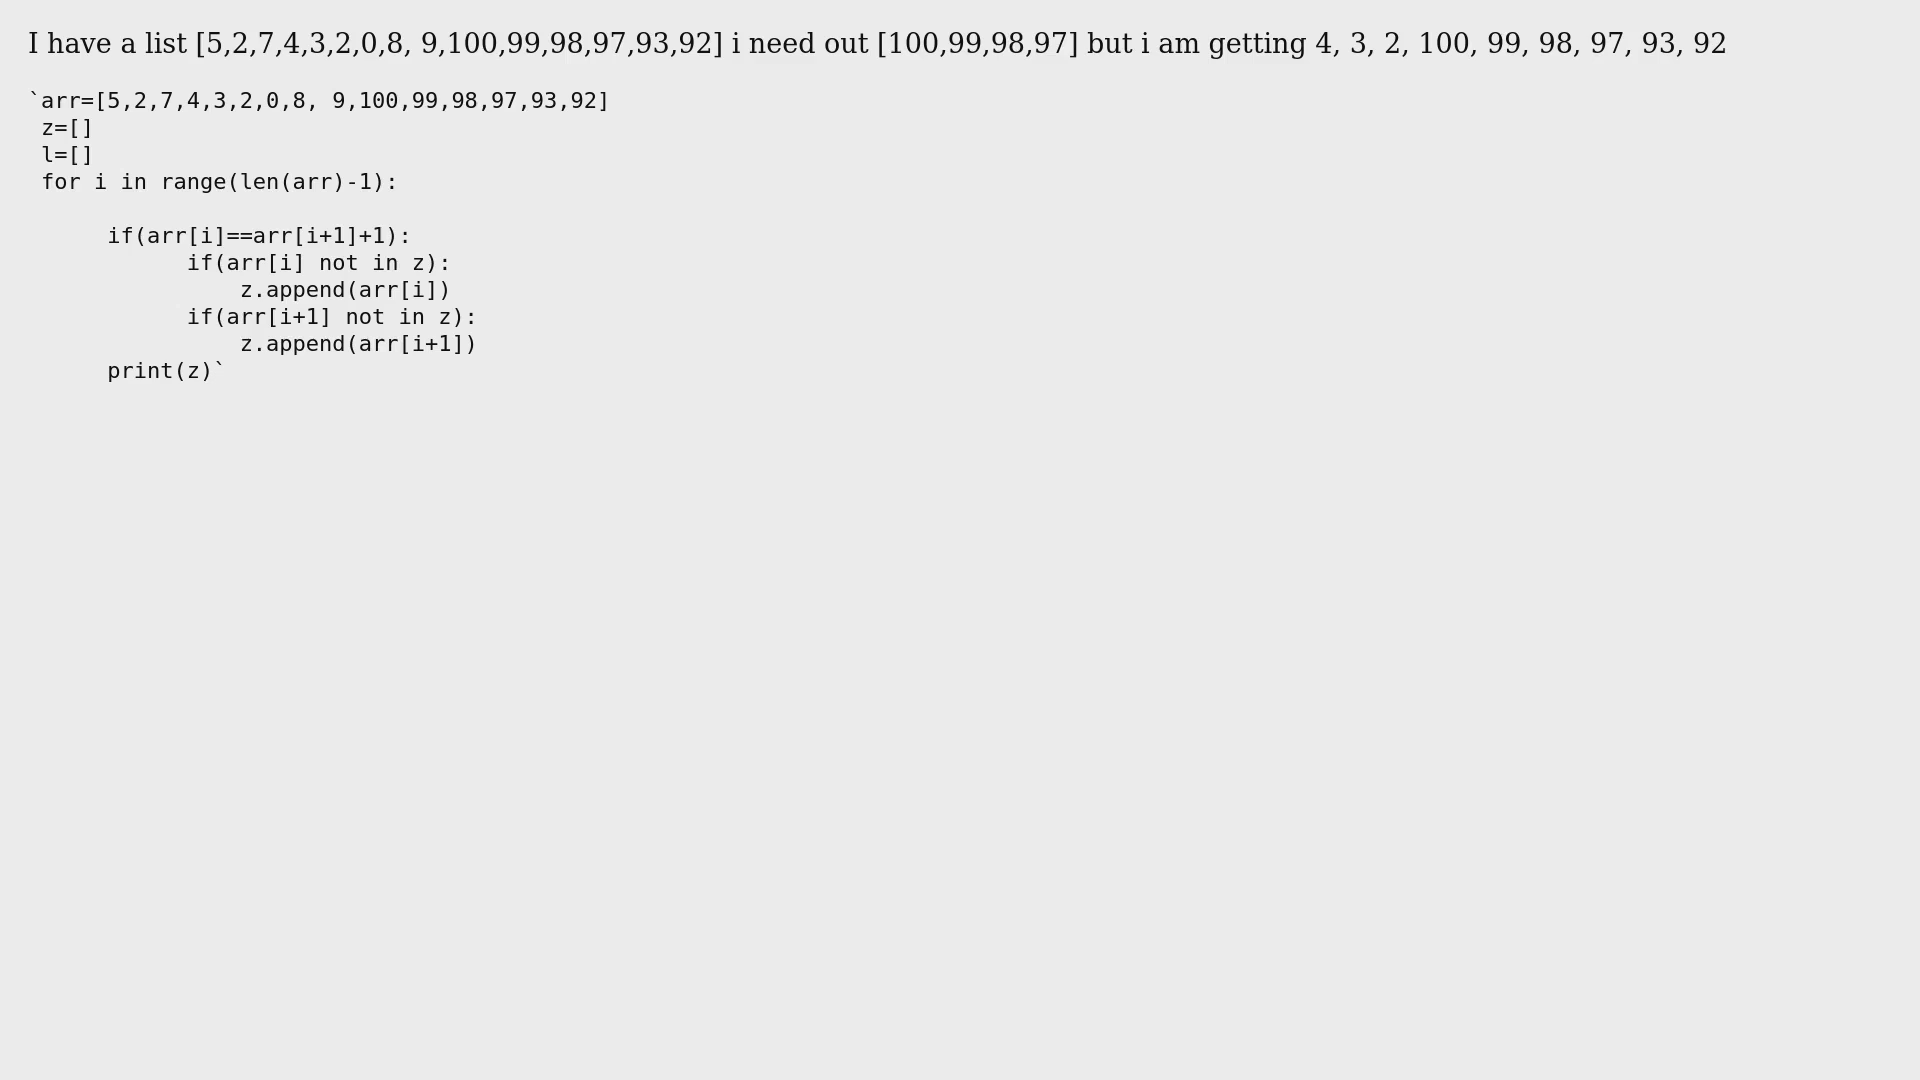 I have a list [5,2,7,4,3,2,0,8, 9,100,99,98,97,93,92] i need out [100,99,98,97] but i am getting 4, 3, 2, 100, 99, 98, 97, 93, 92
`arr=[5,2,7,4,3,2,0,8, 9,100,99,98,97,93,92]
 z=[]
 l=[]
 for i in range(len(arr)-1):
      if(arr[i]==arr[i+1]+1):
            if(arr[i] not in z):
                z.append(arr[i])
            if(arr[i+1] not in z):
                z.append(arr[i+1])
      print(z)`